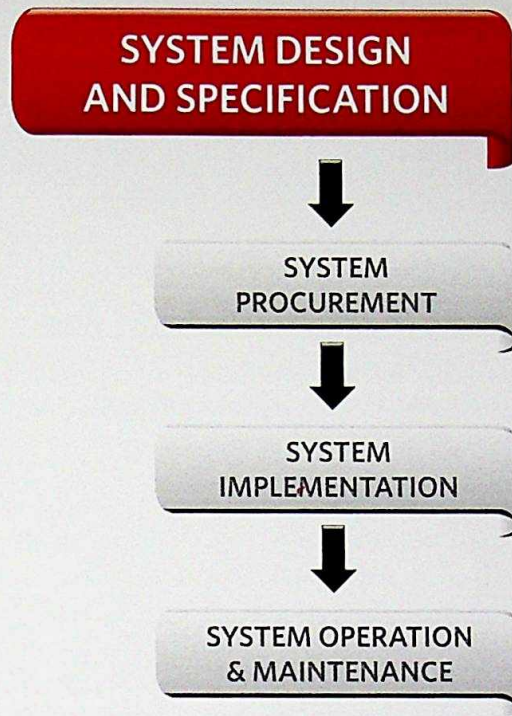 SYSTEM DESIGN
AND SPECIFICATION
SYSTEM
PROCUREMENT
SYSTEM
IMPLEMENTATION
SYSTEM OPERATION
& MAINTENANCE